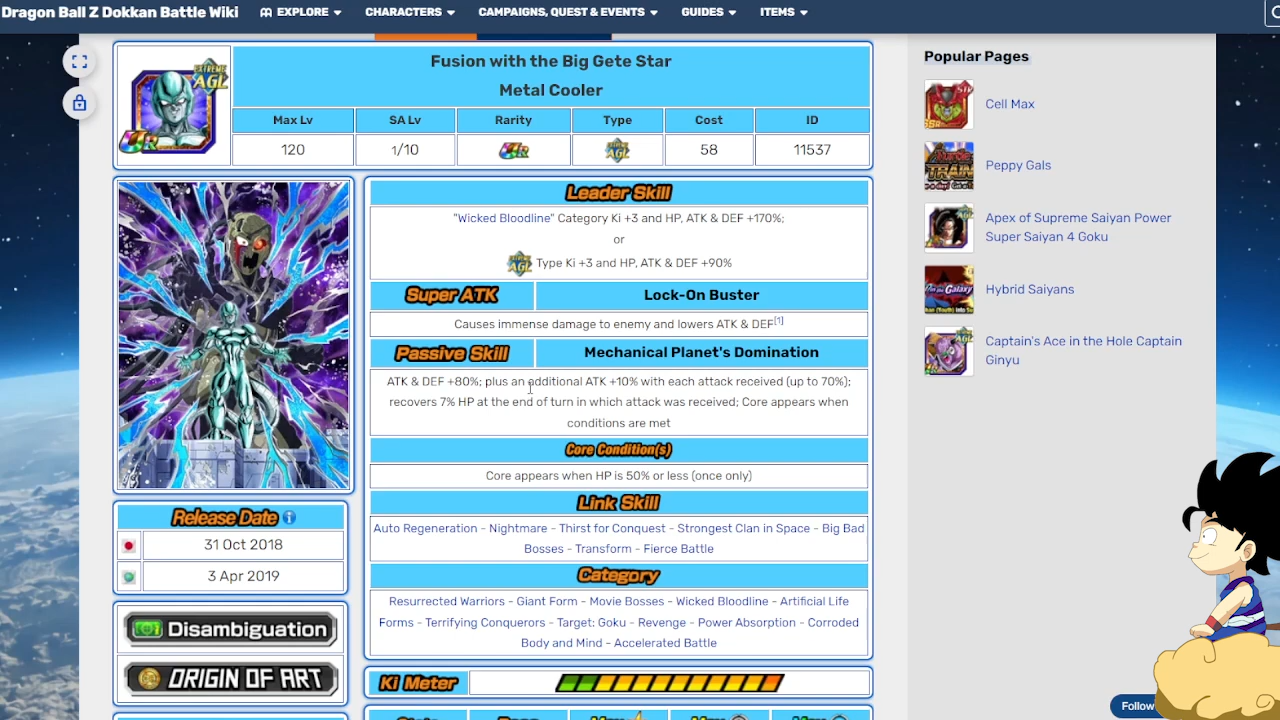 Dragon Ball Z Dokkan Battle Wiki
EXPLORE
CHARACTERS
CAMPAIGNS, QUEST & EVENTS
GUIDES
ITEMS
Fusion with the Big Gete Star
Metal Cooler
EXTREME
AGL
UR
Max Lv
SA Lv
Rarity
Type
Cost
ID
120
1/10
UR
EXTREME AGL
58
11537
Leader Skill
"Wicked Bloodline" Category Ki +3 and HP, ATK & DEF +170%;
or
EXTREME AGL Type Ki +3 and HP, ATK & DEF +90%
Super ATK
Lock-On Buster
Causes immense damage to enemy and lowers ATK & DEF[1]
Passive Skill
Mechanical Planet's Domination
ATK & DEF +80%; plus an additional ATK +10% with each attack received (up to 70%);
recovers 7% HP at the end of turn in which attack was received; Core appears when
conditions are met
Core Condition(s)
Core appears when HP is 50% or less (once only)
Link Skill
Auto Regeneration - Nightmare - Thirst for Conquest - Strongest Clan in Space - Big Bad
Bosses - Transform - Fierce Battle
Category
Resurrected Warriors - Giant Form - Movie Bosses - Wicked Bloodline - Artificial Life
Forms - Terrifying Conquerors - Target: Goku - Revenge - Power Absorption - Corroded
Body and Mind - Accelerated Battle
Ki Meter
Release Date
31 Oct 2018
3 Apr 2019
Disambiguation
ORIGIN OF ART
Popular Pages
Cell Max
Peppy Gals
Apex of Supreme Saiyan Power
Super Saiyan 4 Goku
Hybrid Saiyans
Captain's Ace in the Hole Captain
Ginyu
Follow